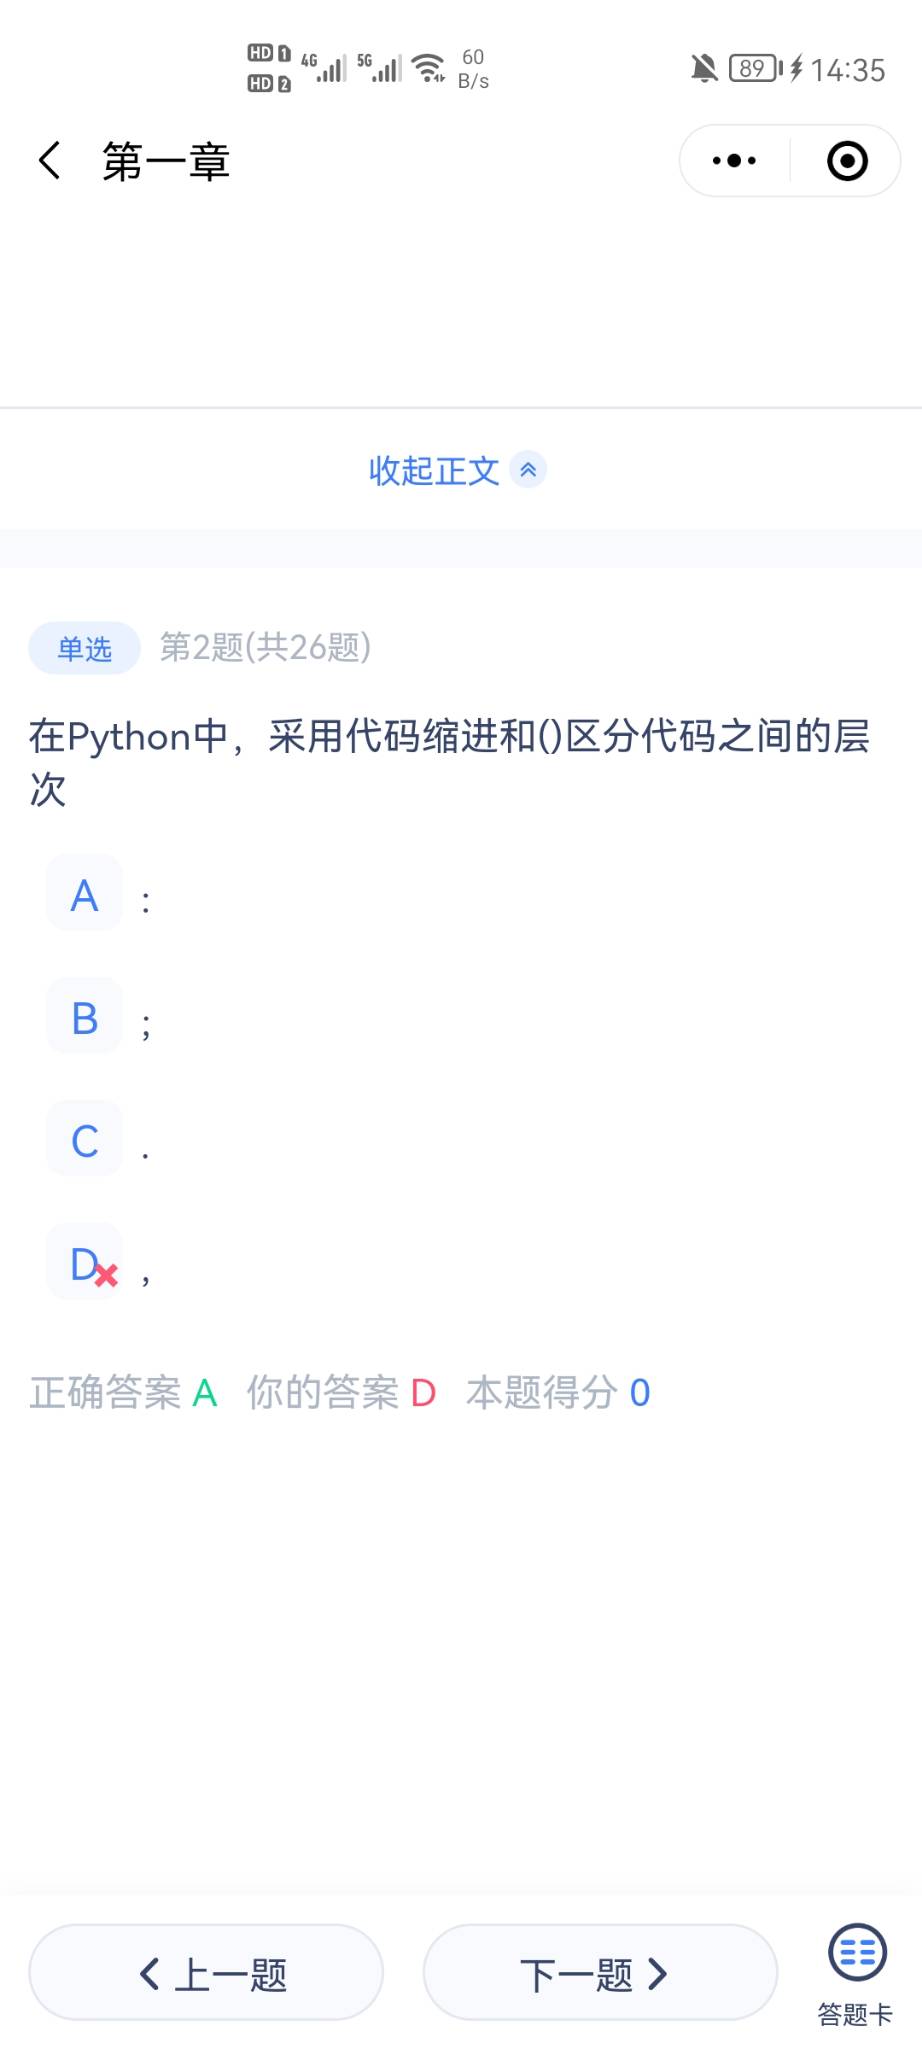 HD 1 4G 5G 60 B/s 89 14:35
HD 2
第一章
收起正文
单选 第2题(共26题)
在Python中，采用代码缩进和()区分代码之间的层
次
A :
B ;
C .
D ,
正确答案 A 你的答案 D 本题得分 0
上一题 下一题 答题卡